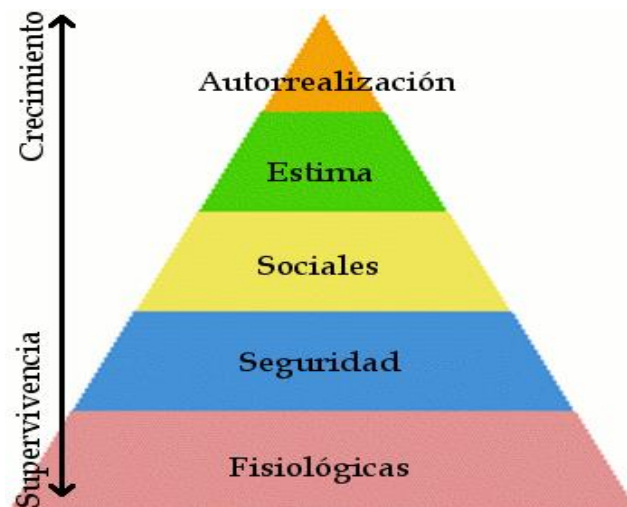 Crecimiento
Autorrealización
Estima
Sociales
Supervivencia
Seguridad
Fisiológicas